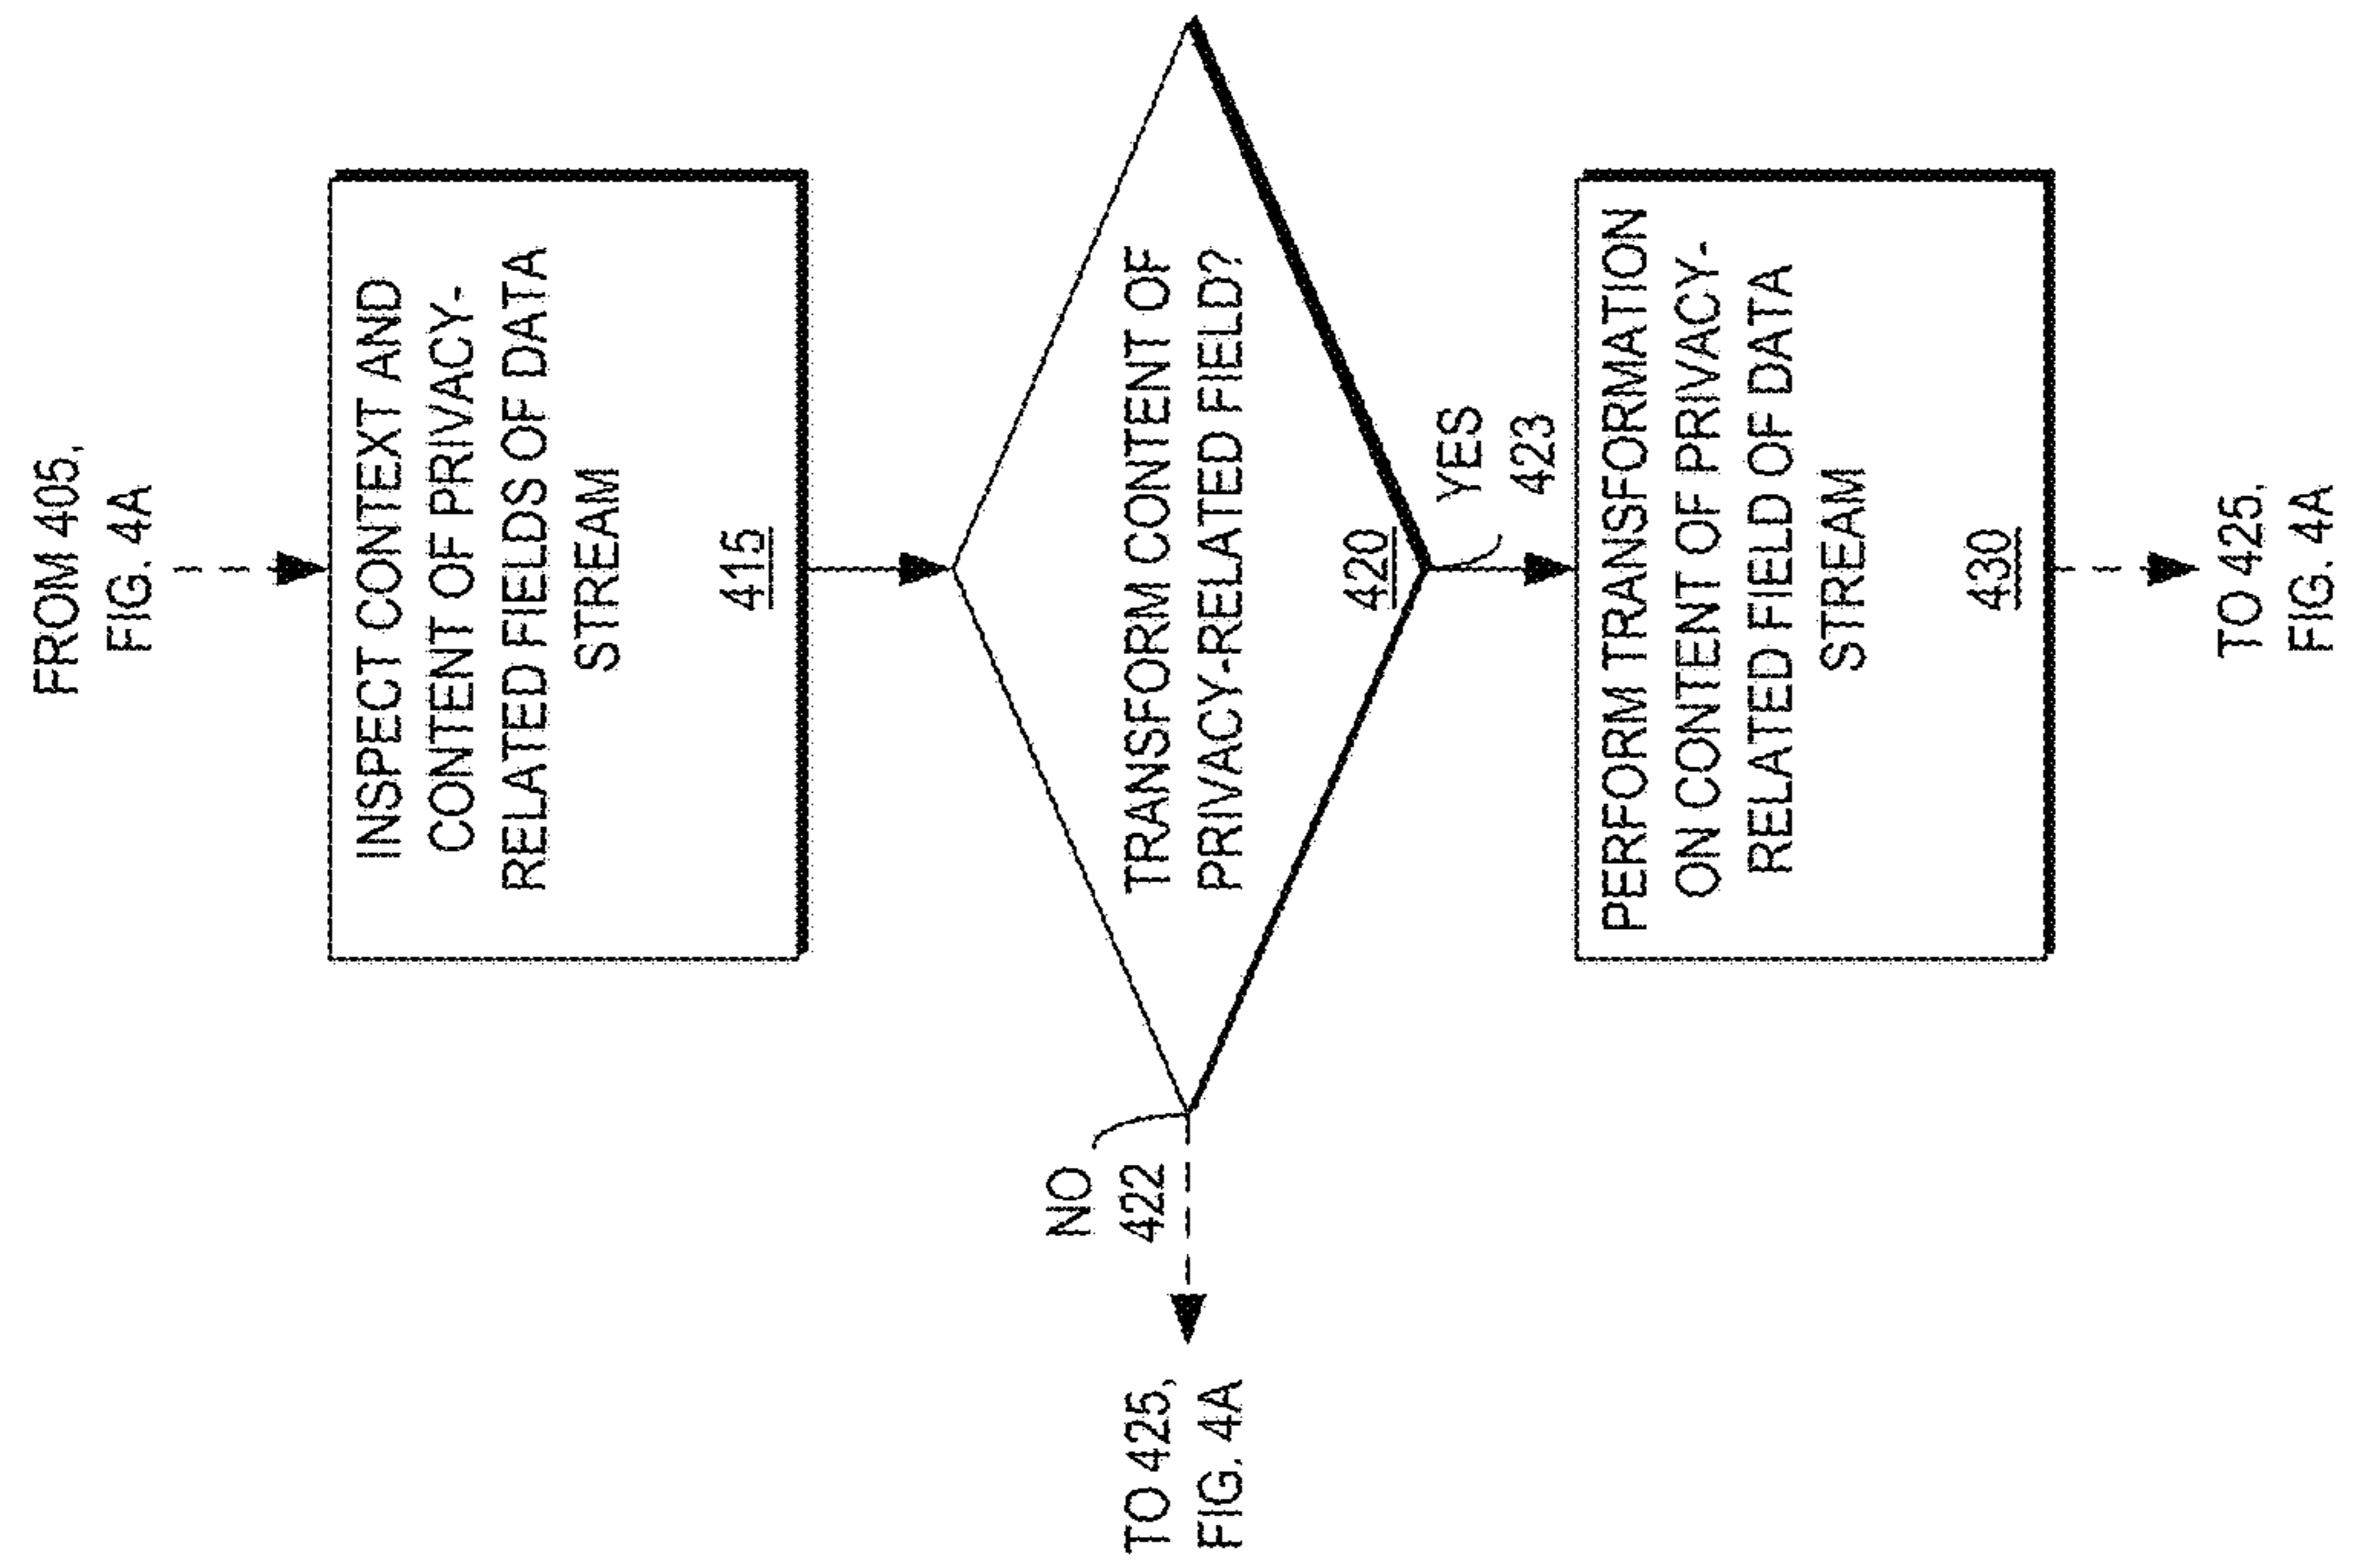 FROM 405,
FIG. 4A
INSPECT CONTEXT AND
CONTENT OF PRIVACY-
RELATED FIELDS OF DATA
STREAM
415
TRANSFORM CONTENT OF
PRIVACY-RELATED FIELD?
420
NO
422
TO 425,
FIG. 4A
YES
423
PERFORM TRANSFORMATION
ON CONTENT OF PRIVACY-
RELATED FIELD OF DATA
STREAM
430
TO 425,
FIG. 4A